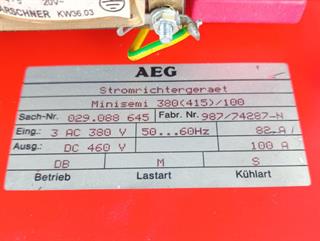 ARSCHNER KW36.03
AEG
Stromrichtergeraet
Minisemi 380(415)/100
Sach-Nr. 029.088 645 Fabr. Nr. 987/74287-N
Eing.: 3 AC 380 V 50...60Hz 82 A
Ausg.: DC 460 V 100 A
DB M S
Betrieb Lastart Kühlart